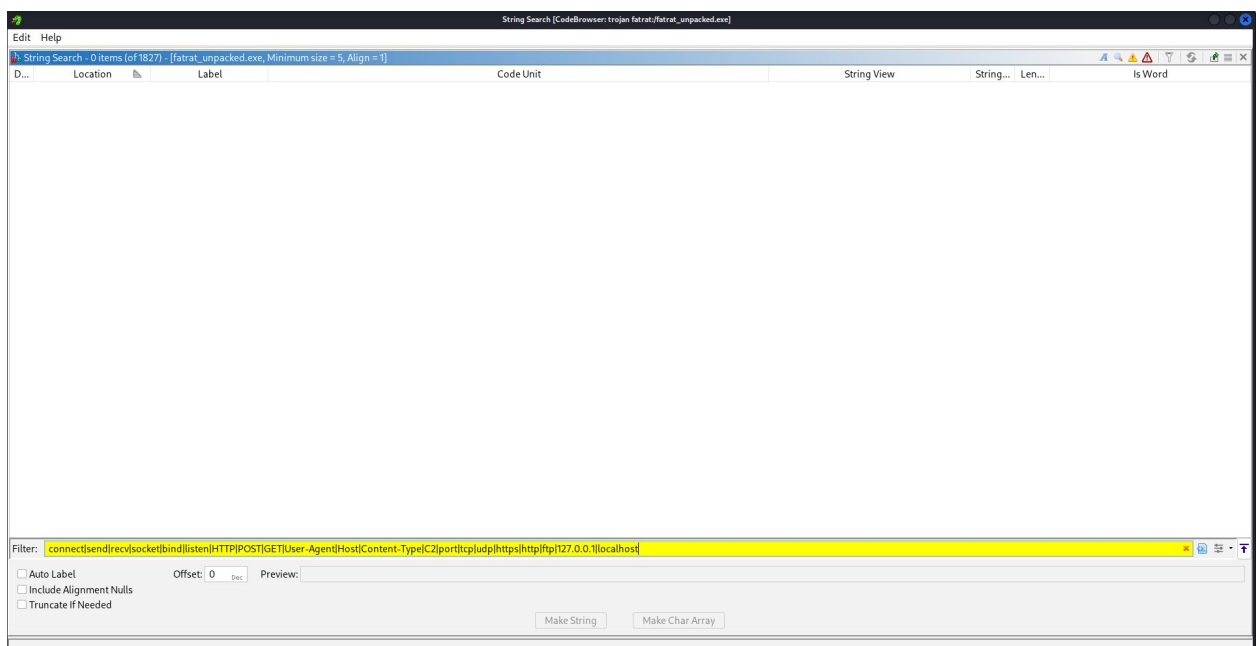 String Search [CodeBrowser: trojan fatrat:/fatrat_unpacked.exe]
Edit Help
String Search - 0 items (of 1827) - [fatrat_unpacked.exe, Minimum size = 5, Align = 1]
D... Location Label Code Unit String View String... Len... Is Word
Filter: connect|send|recv|socket|bind|listen|HTTP|POST|GET|User-Agent|Host|Content-Type|C2|port|tcp|udp|https|http|ftp|127.0.0.1|localhost
Auto Label Offset: 0 Dec Preview:
Include Alignment Nulls
Truncate If Needed
Make String Make Char Array